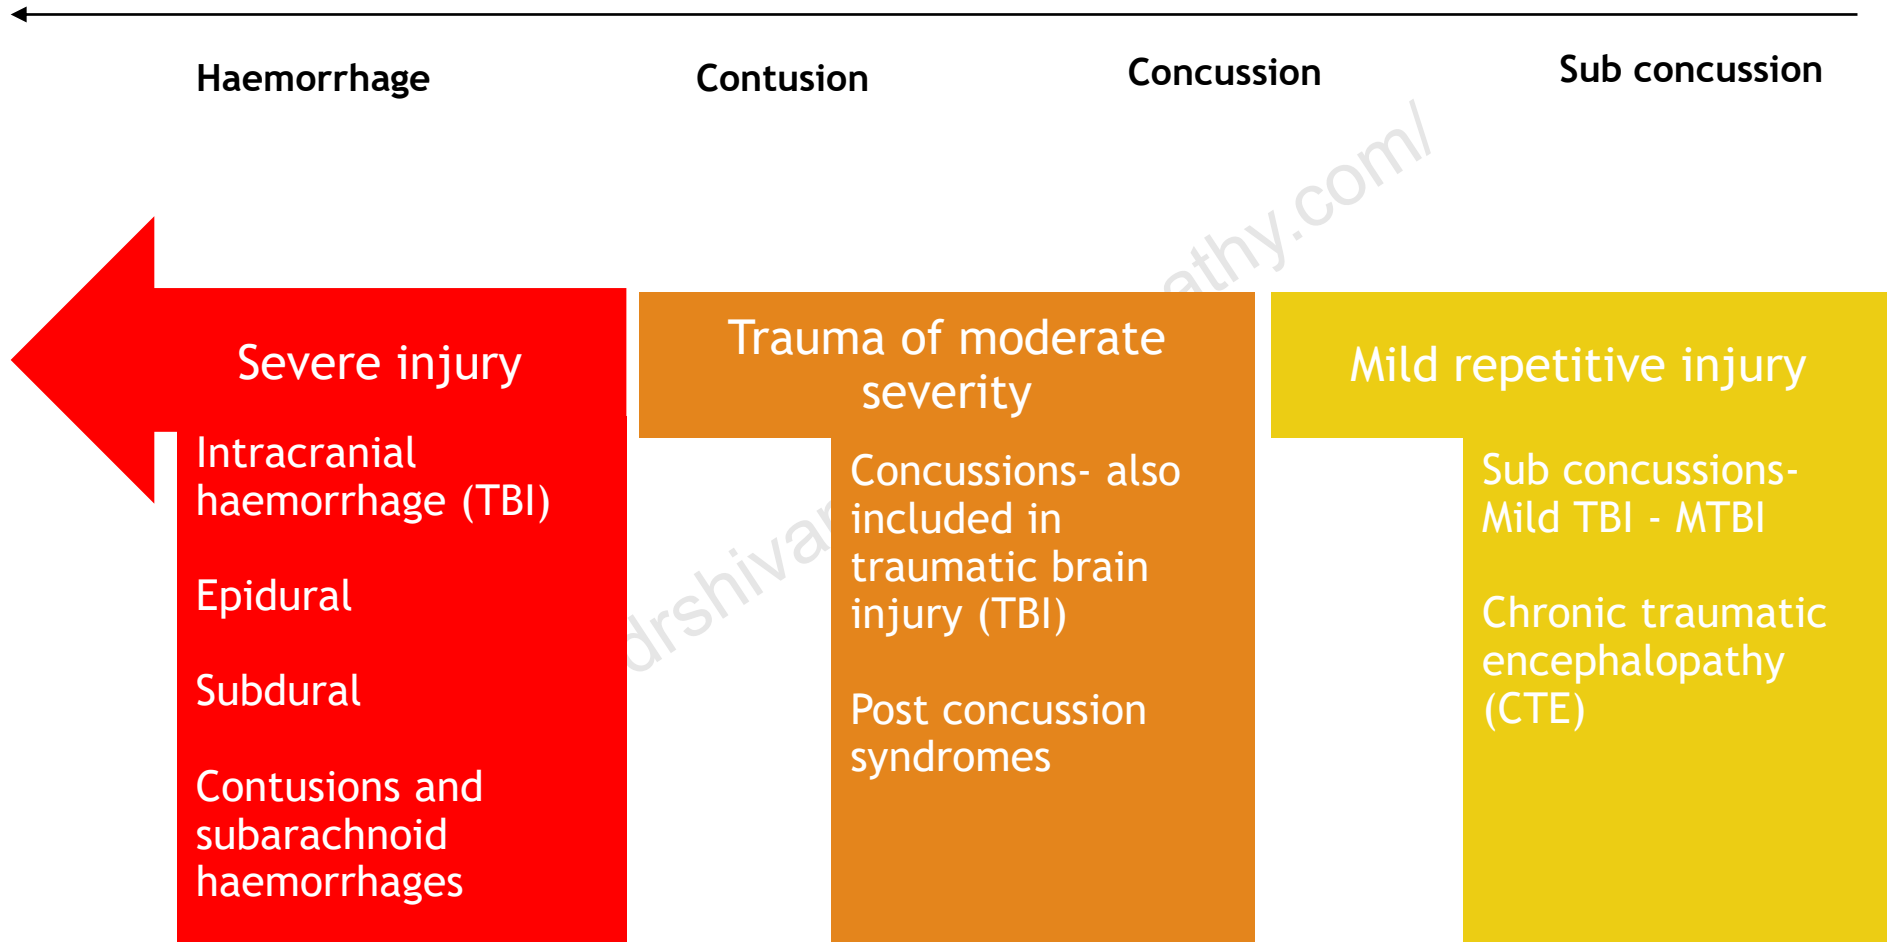 Haemorrhage
Contusion
Concussion
Sub concussion
Severe injury
Intracranial
haemorrhage (TBI)
Epidural
Subdural
Contusions and
subarachnoid
haemorrhages
Trauma of moderate
severity
Concussions- also
included in
traumatic brain
injury (TBI)
Post concussion
syndromes
Mild repetitive injury
Sub concussions-
Mild TBI - MTBI
Chronic traumatic
encephalopathy
(CTE)